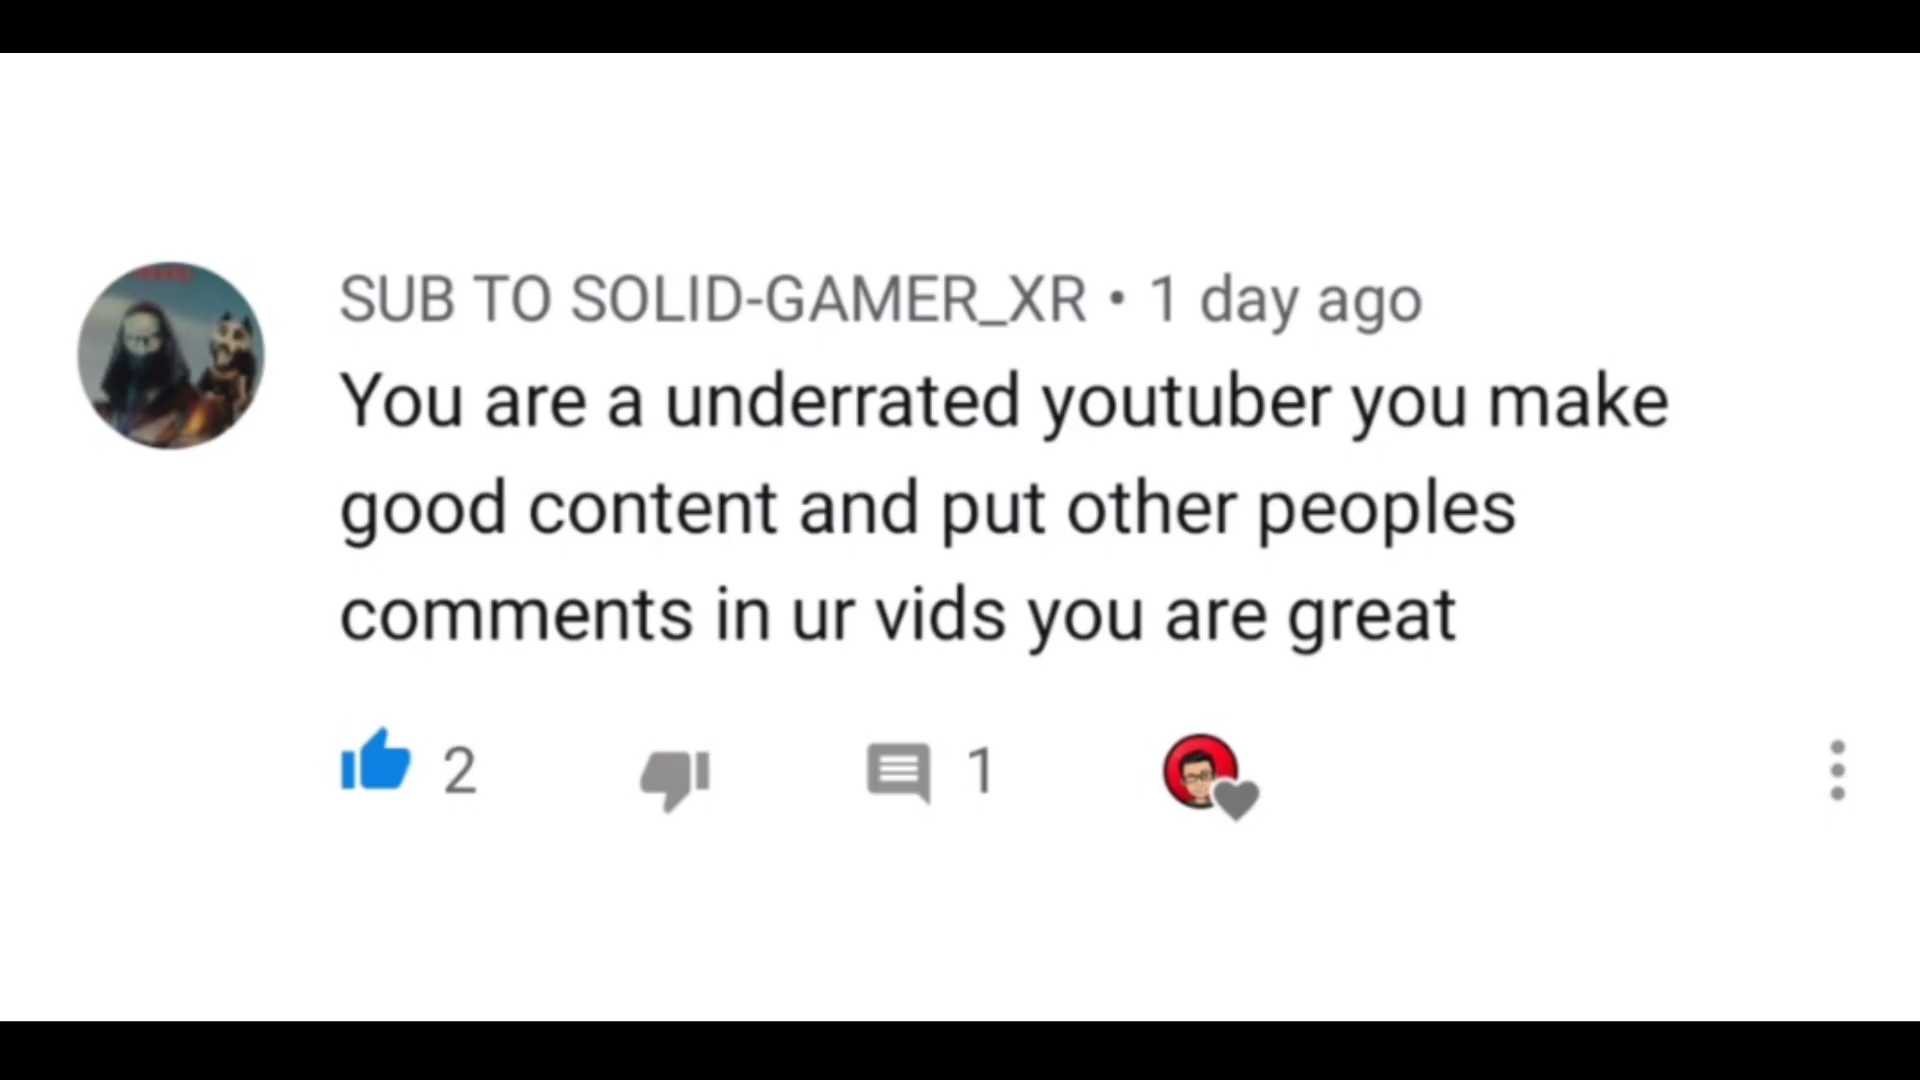 SUB TO SOLID-GAMER_XR • 1 day ago
You are a underrated youtuber you make
good content and put other peoples
comments in ur vids you are great
2 1